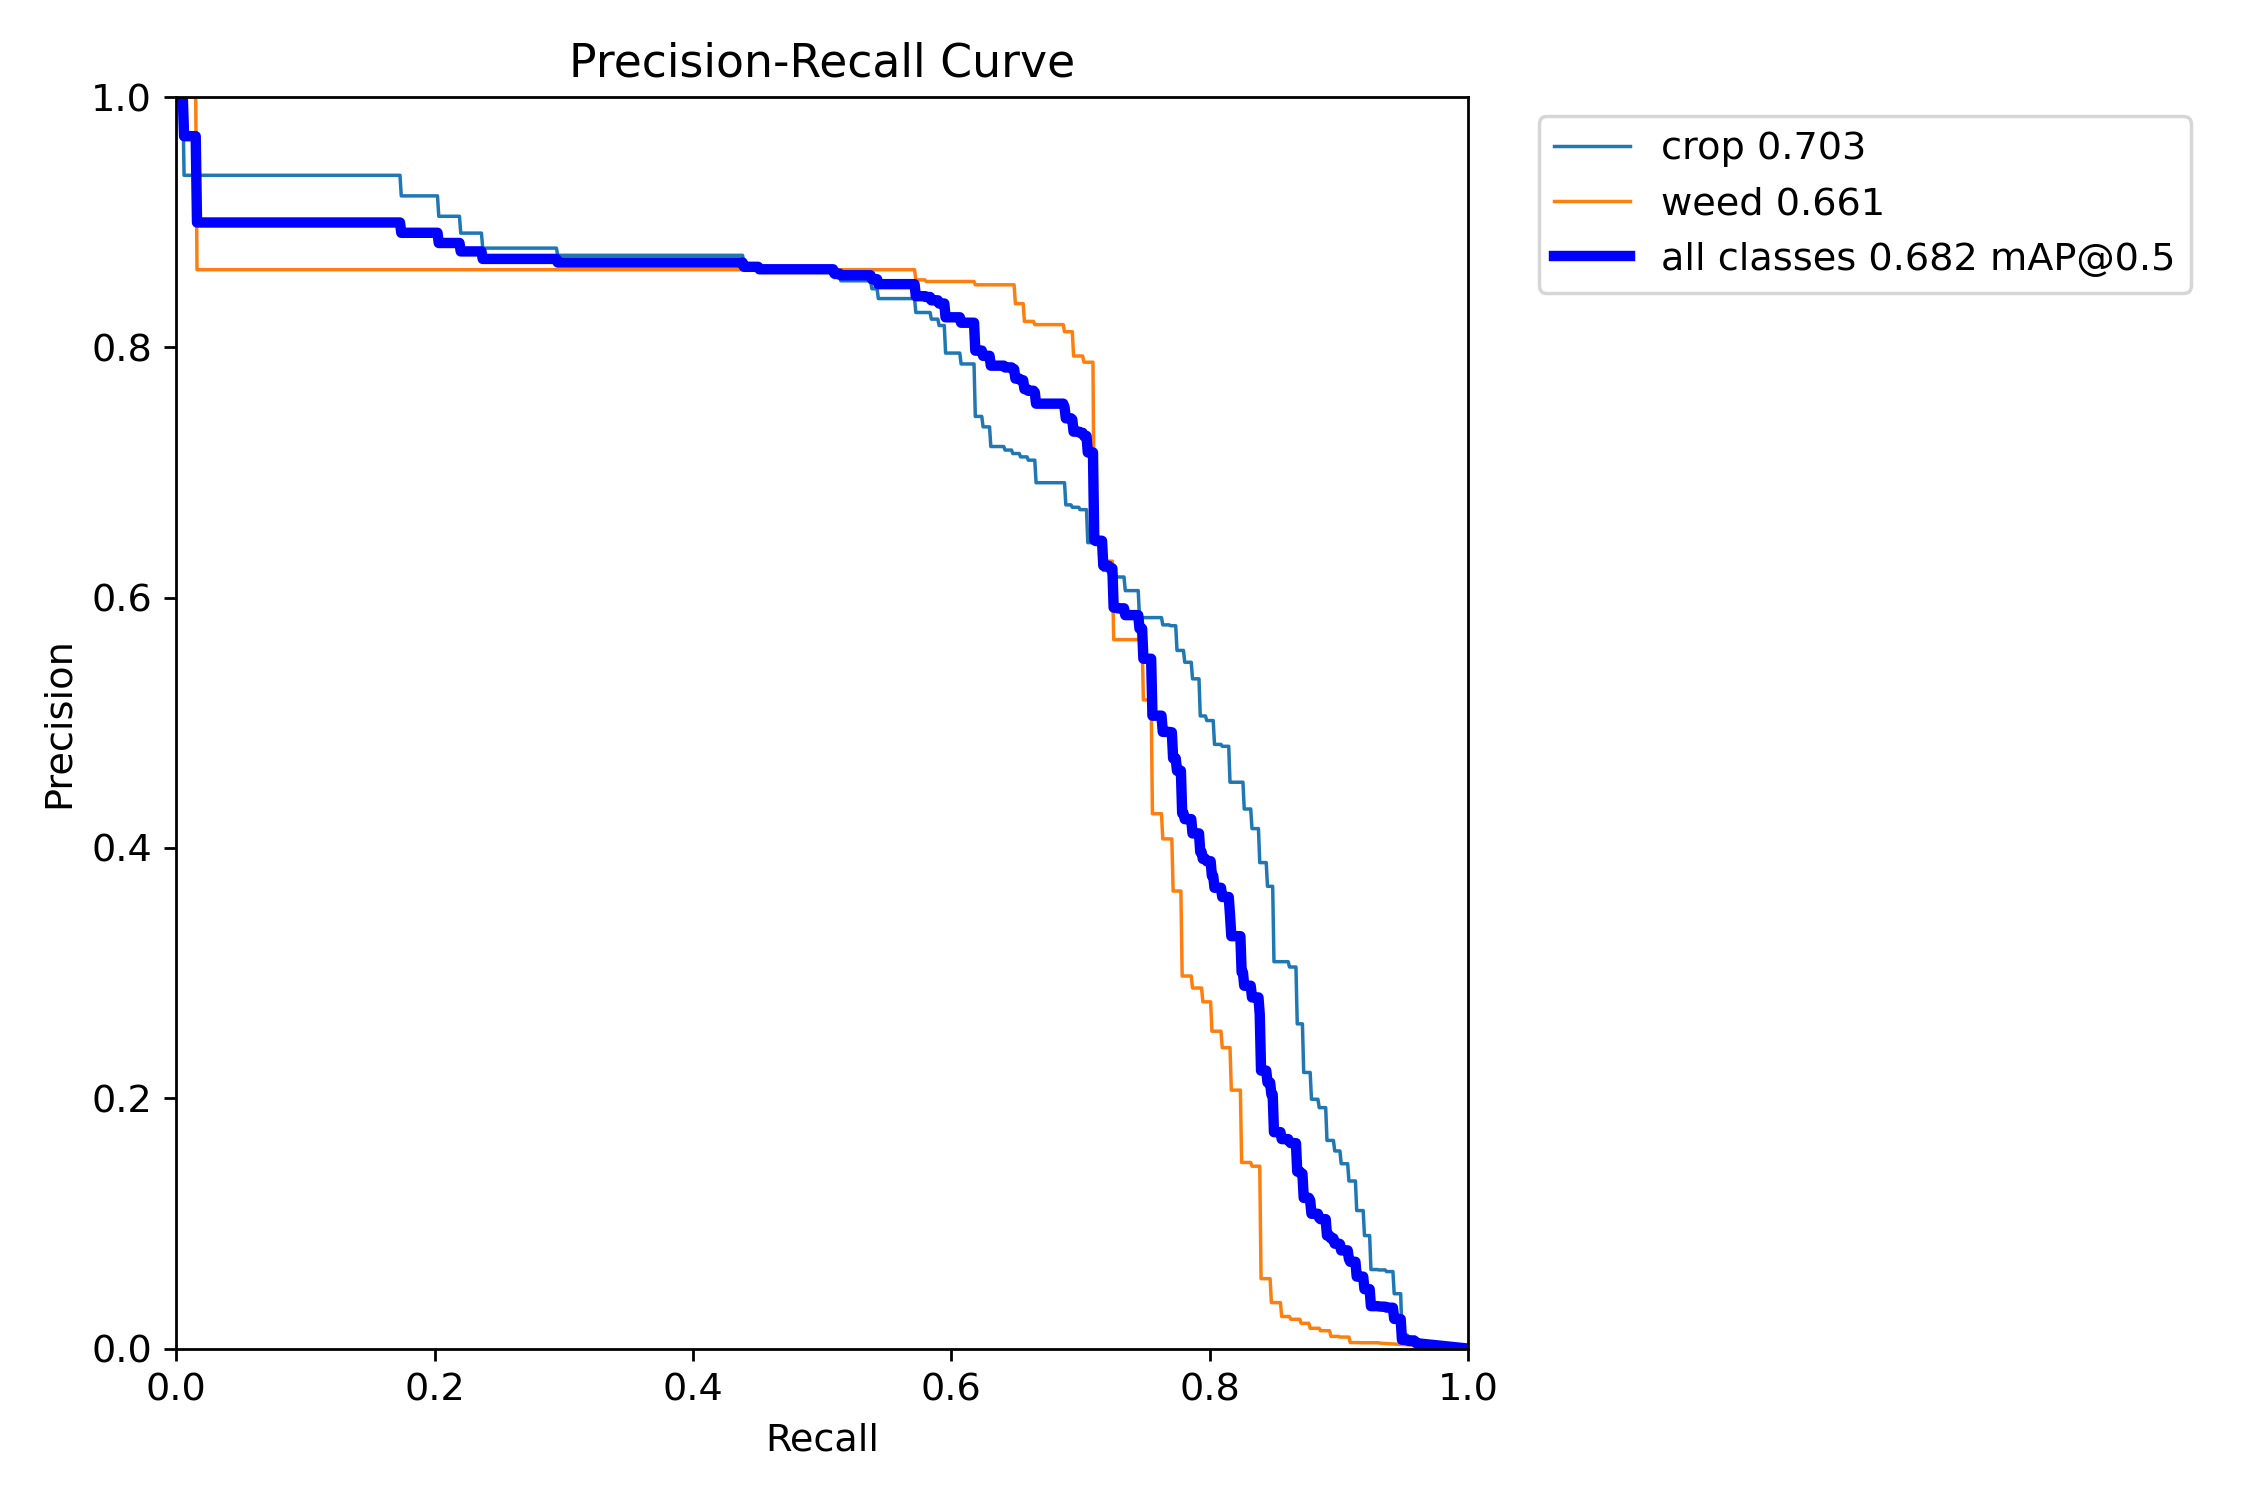 Precision-Recall Curve
1.0
0.8
0.6
0.4
0.2
0.0
Precision
0.0 0.2 0.4 0.6 0.8 1.0
Recall
crop 0.703
weed 0.661
all classes 0.682 mAP@0.5